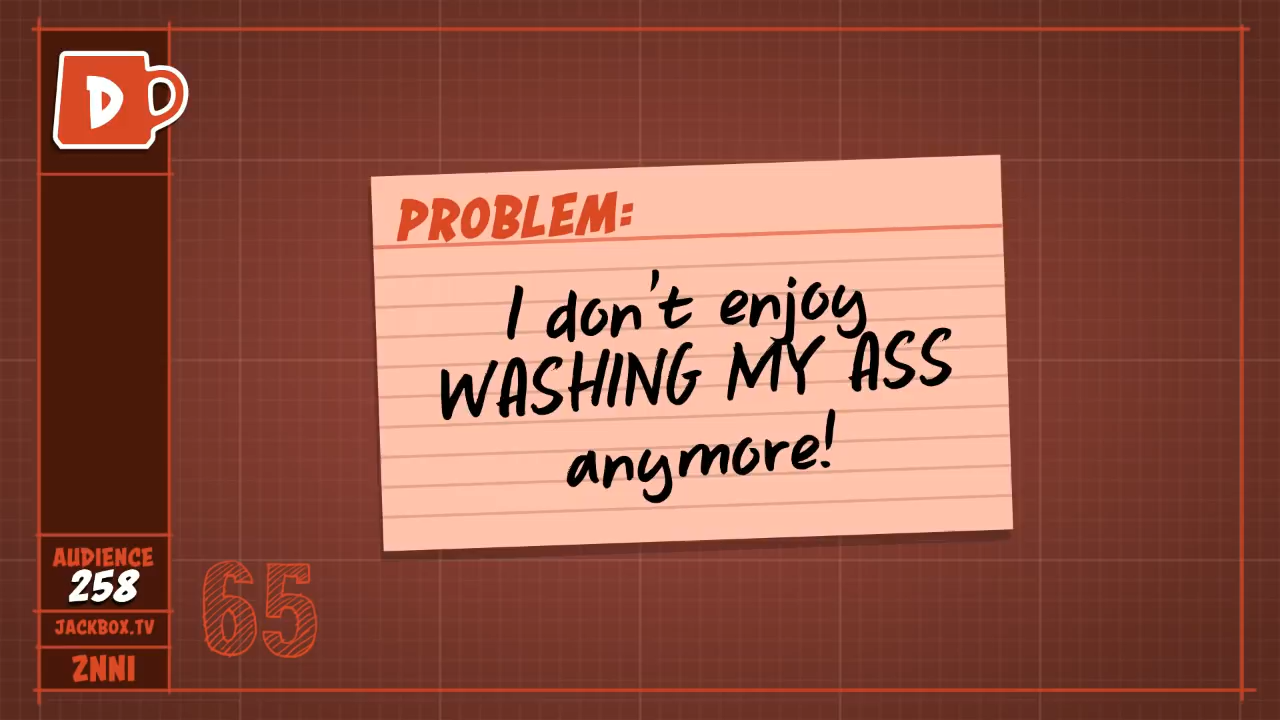 D
PROBLEM:
I don't enjoy
WASHING MY ASS
anymore!
AUDIENCE
258
JACKBOX.TV
ZNNI
65